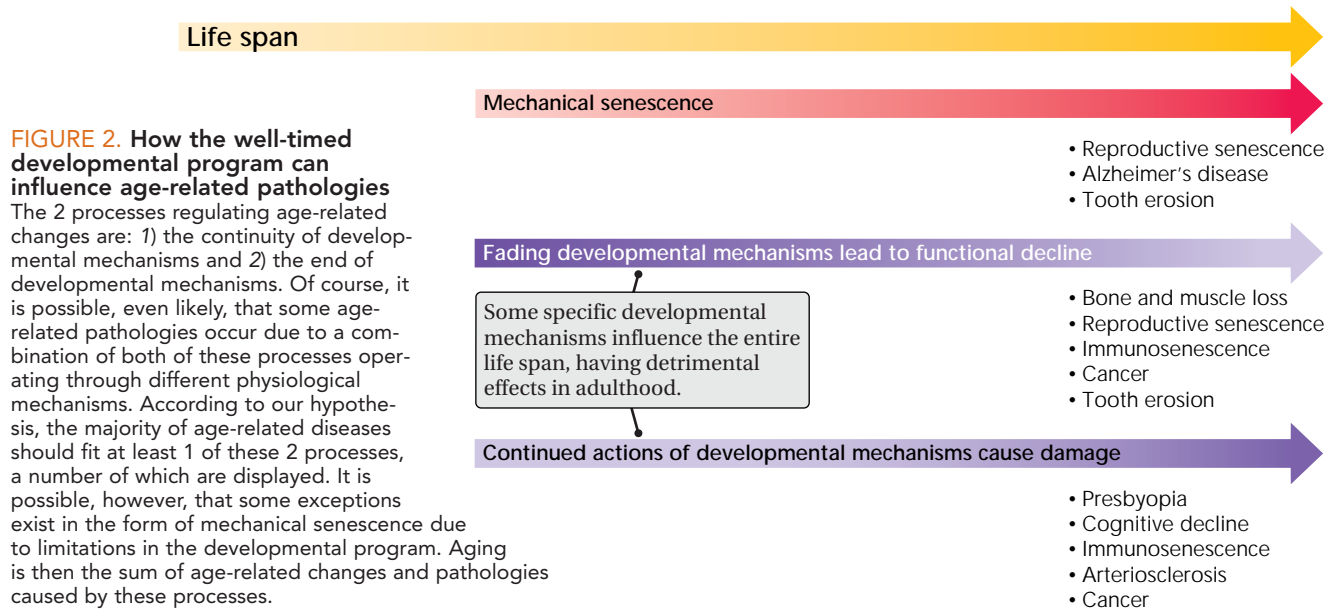 Life span
Mechanical senescence
• Reproductive senescence
• Alzheimer's disease
• Tooth erosion
FIGURE 2. How the well-timed
developmental program can
influence age-related pathologies
The 2 processes regulating age-related
changes are: 1) the continuity of develop-
mental mechanisms and 2) the end of
developmental mechanisms. Of course, it
is possible, even likely, that some age-
related pathologies occur due to a com-
bination of both of these processes oper-
ating through different physiological
mechanisms. According to our hypothe-
sis, the majority of age-related diseases
should fit at least 1 of these 2 processes,
a number of which are displayed. It is
possible, however, that some exceptions
exist in the form of mechanical senescence due
to limitations in the developmental program. Aging
is then the sum of age-related changes and pathologies
caused by these processes.
Fading developmental mechanisms lead to functional decline
• Bone and muscle loss
• Reproductive senescence
• Immunosenescence
• Cancer
• Tooth erosion
Some specific developmental
mechanisms influence the entire
life span, having detrimental
effects in adulthood.
Continued actions of developmental mechanisms cause damage
• Presbyopia
• Cognitive decline
• Immunosenescence
• Arteriosclerosis
• Cancer